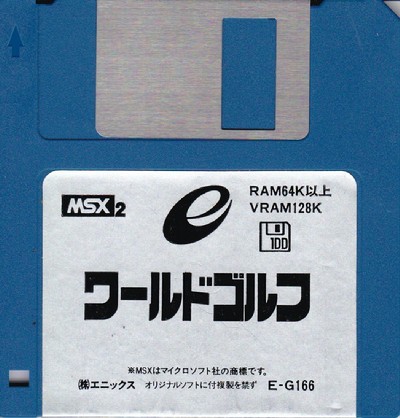 MSX2
RAM64K以上
VRAM128K
1DD
ワールドゴルフ
※MSXはマイクロソフト社の商標です。
㈱エニックス オリジナルソフトに付複製を禁ず E-G166